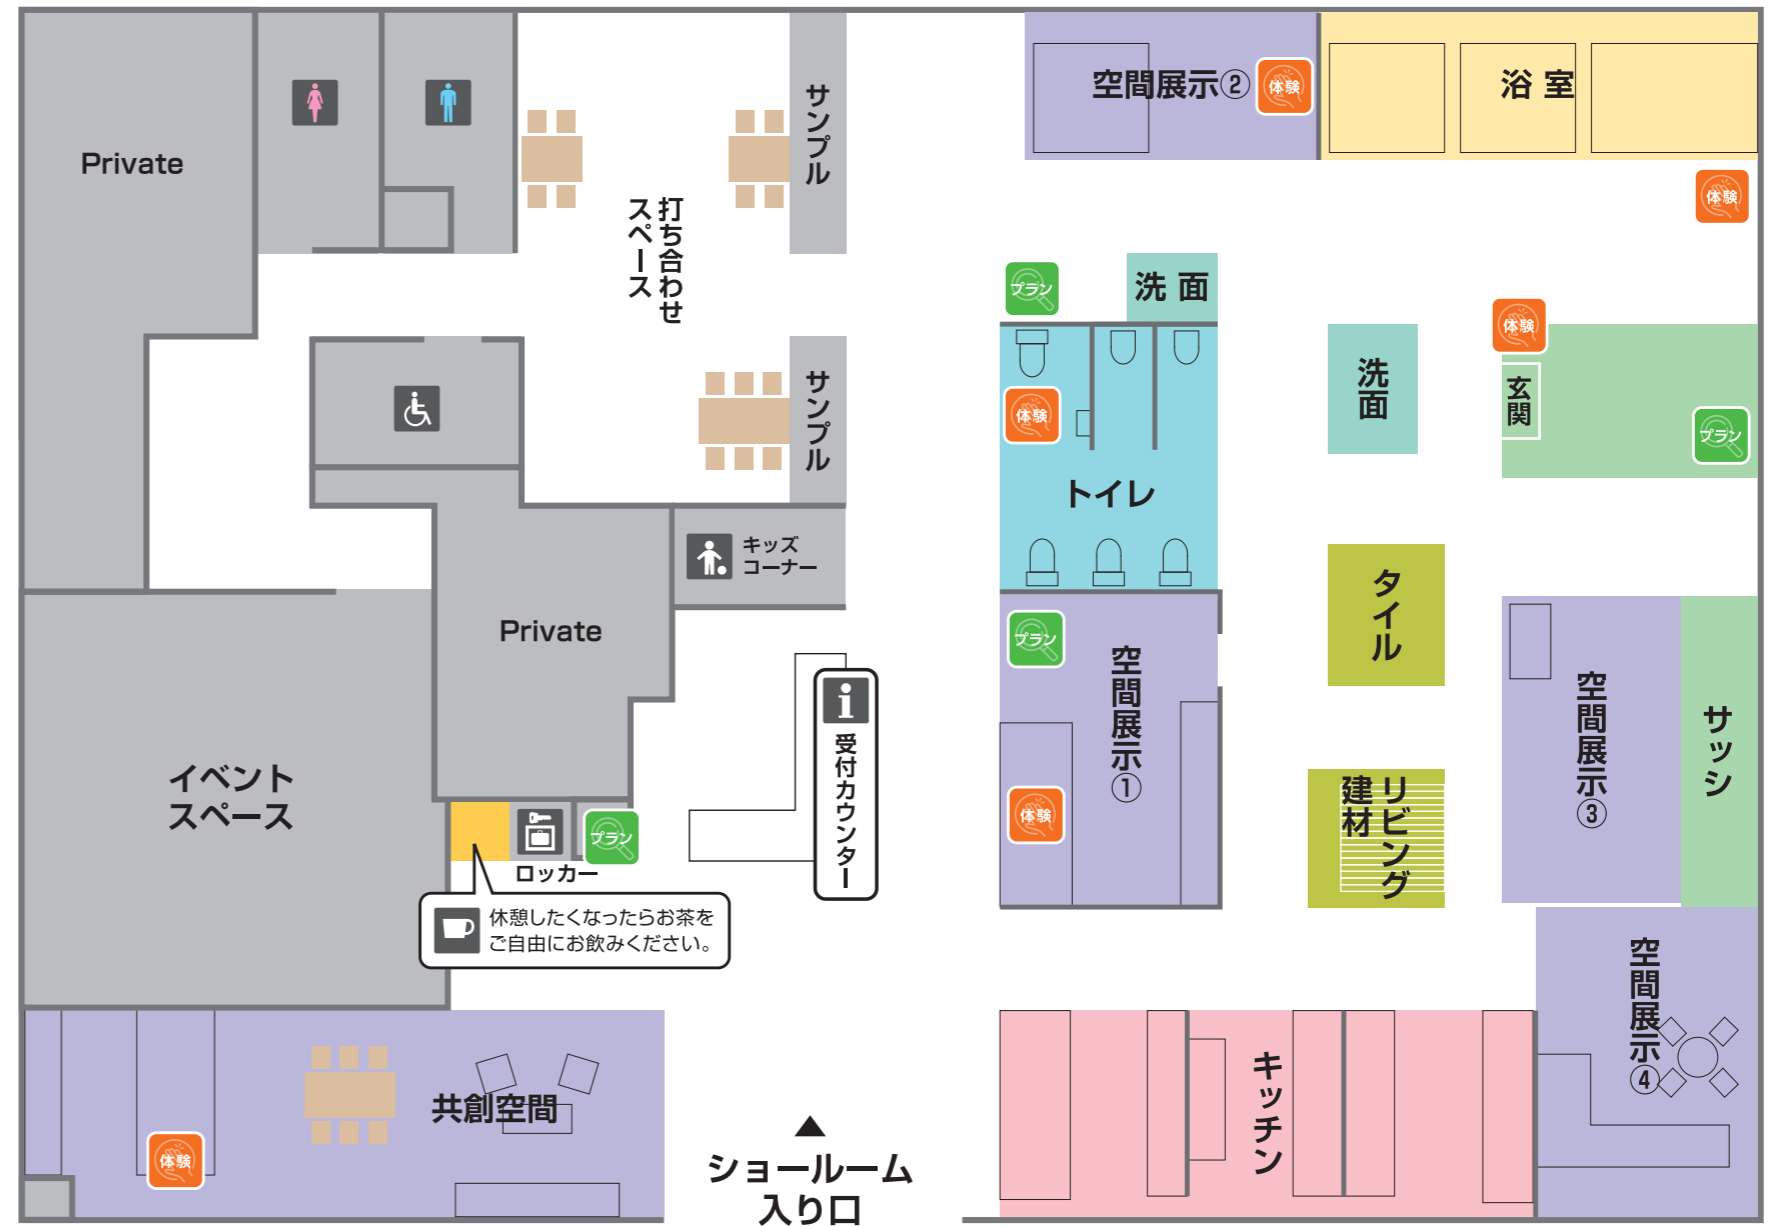 Private
サンプル
打ち合わせ
スペース
空間展示②
体験
浴室
体験
プラン
洗面
サンプル
体験
トイレ
洗面
体験
玄関
プラン
キッズ
コーナー
Private
プラン
空間展示①
体験
タイル
リビング
建材
空間展示③
サッシ
イベント
スペース
ロッカー
プラン
i
受付カウンター
休憩したくなったらお茶を
ご自由にお飲みください。
共創空間
体験
▲
ショールーム
入り口
キッチン
空間展示④